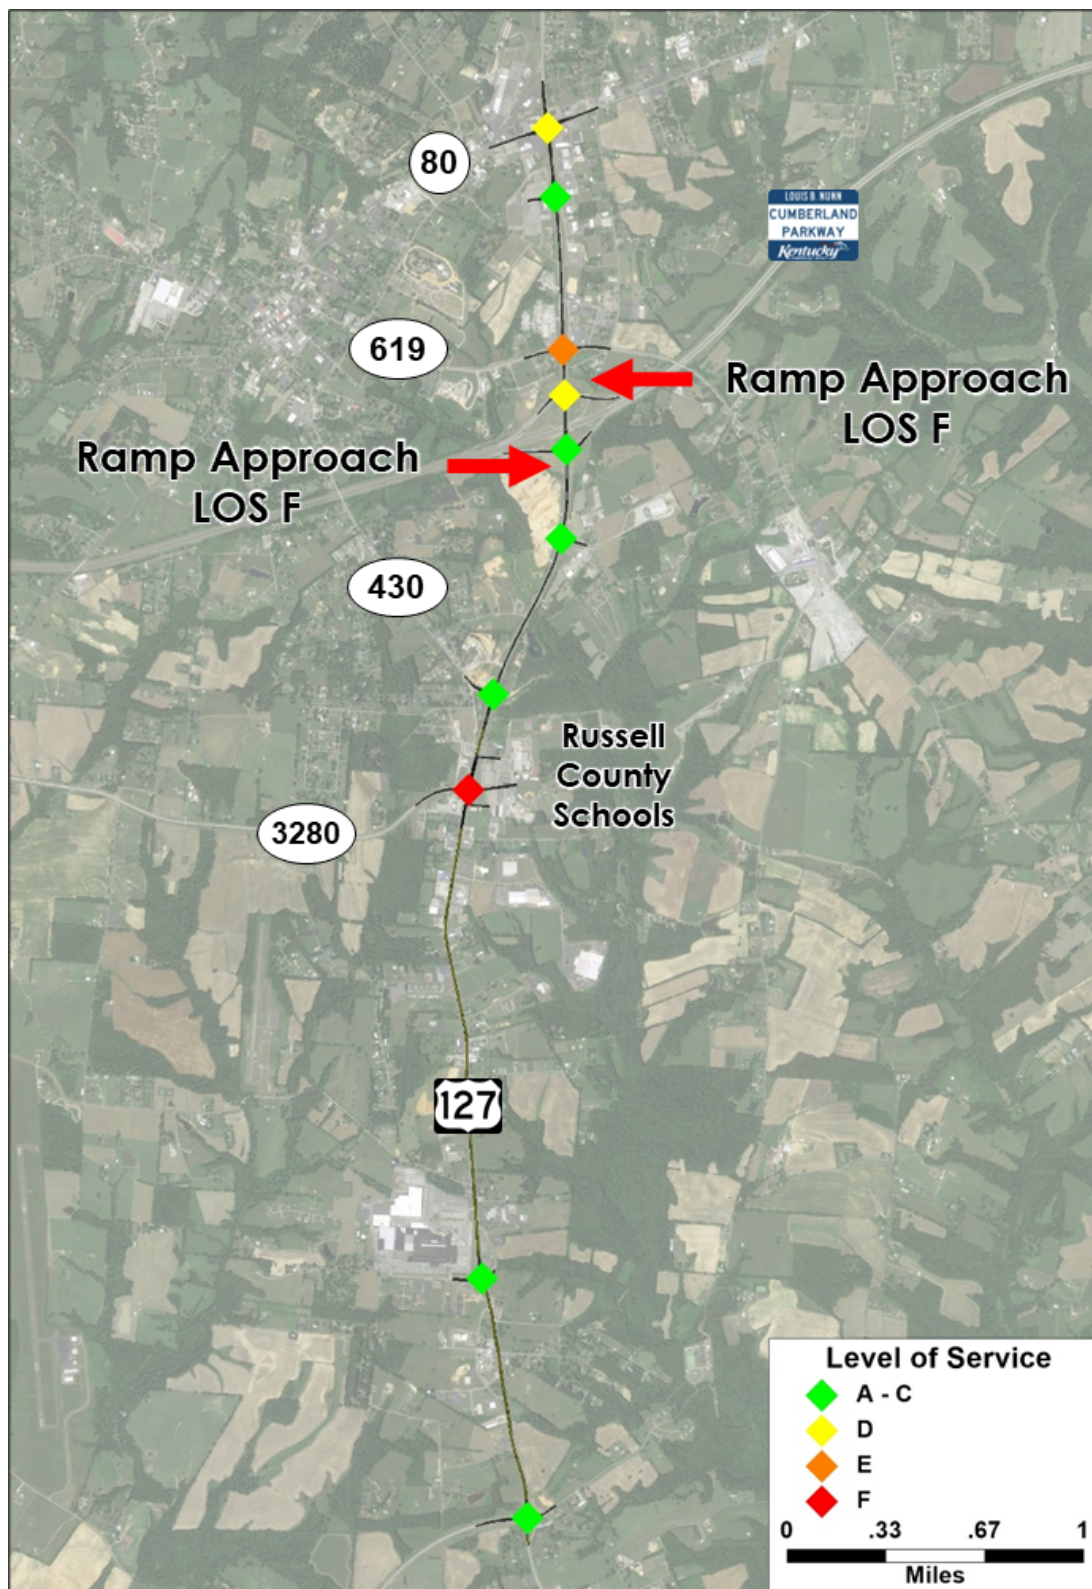 80
LOUIS B. NUNN
CUMBERLAND
PARKWAY
Kentucky
619
Ramp Approach
LOS F
Ramp Approach
LOS F
430
Russell
County
Schools
3280
127
Level of Service
A - C
D
E
F
0 .33 .67 1
Miles